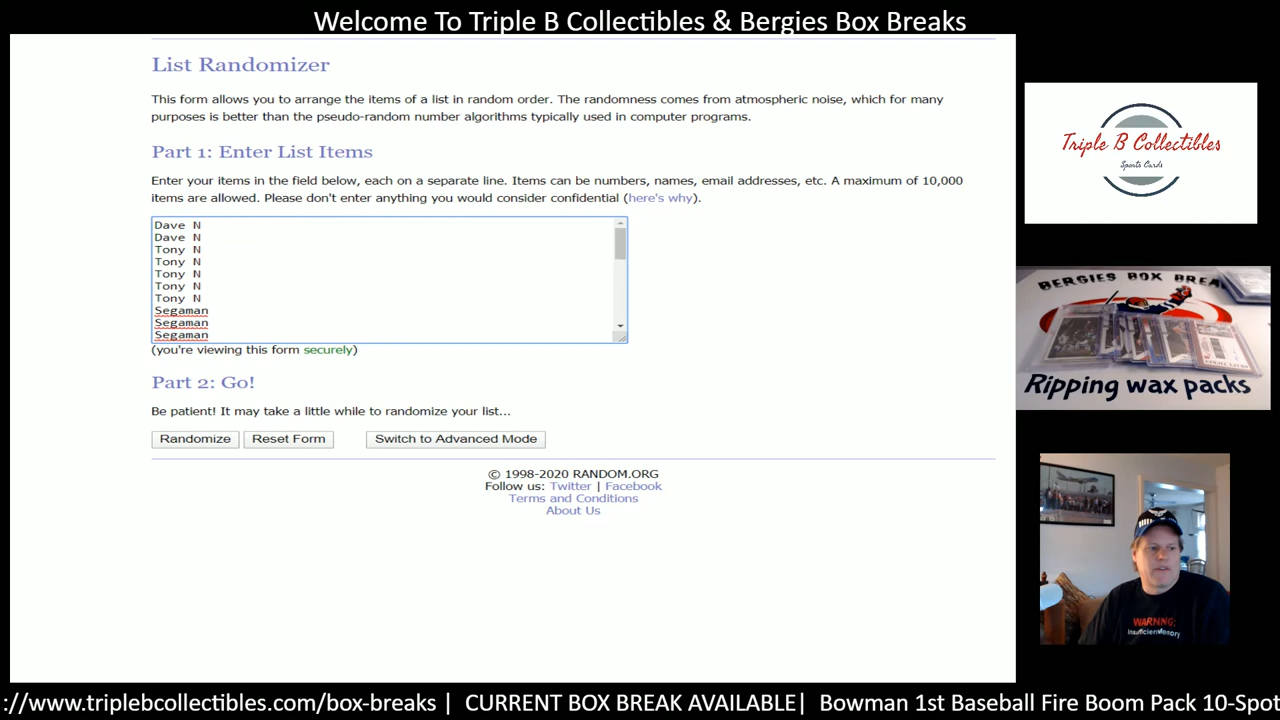 Welcome To Triple B Collectibles & Bergies Box Breaks
List Randomizer
This form allows you to arrange the items of a list in random order. The randomness comes from atmospheric noise, which for many
purposes is better than the pseudo-random number algorithms typically used in computer programs.
Part 1: Enter List Items
Enter your items in the field below, each on a separate line. Items can be numbers, names, email addresses, etc. A maximum of 10,000
items are allowed. Please don't enter anything you would consider confidential (here's why).
Dave N
Dave N
Tony N
Tony N
Tony N
Tony N
Tony N
Segaman
Segaman
Segaman
(you're viewing this form securely)
Part 2: Go!
Be patient! It may take a little while to randomize your list...
Randomize
Reset Form
Switch to Advanced Mode
© 1998-2020 RANDOM.ORG
Follow us: Twitter | Facebook
Terms and Conditions
About Us
Triple B Collectibles
Sports Cards
BERGIES BOX
Ripping wax packs
WARNING:
Insufficient Memory
://www.triplebcollectibles.com/box-breaks | CURRENT BOX BREAK AVAILABLE| Bowman 1st Baseball Fire Boom Pack 10-Spot